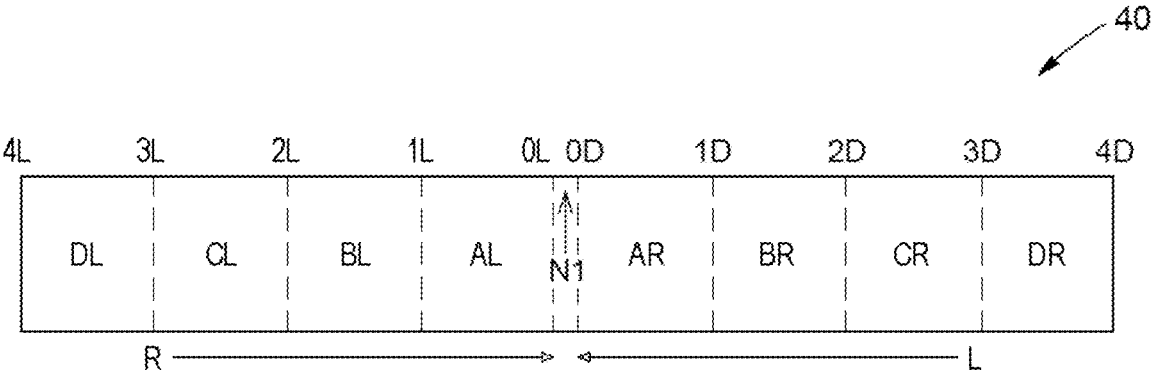 40
4L 3L 2L 1L 0L 0D 1D 2D 3D 4D
DL CL BL AL N1 AR BR CR DR
R L